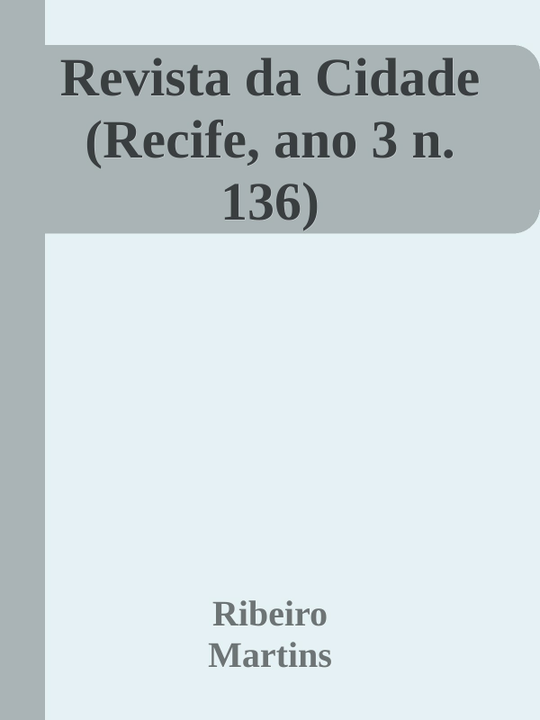 Revista da Cidade
(Recife, ano 3 n.
136)
Ribeiro
Martins